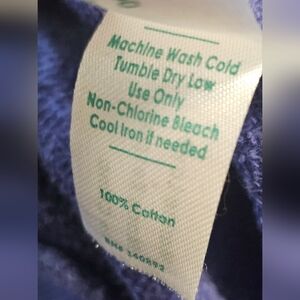 Machine Wash Cold
Tumble Dry Low
Use Only
Non-Chlorine Bleach
Cool Iron if needed
100% Cotton